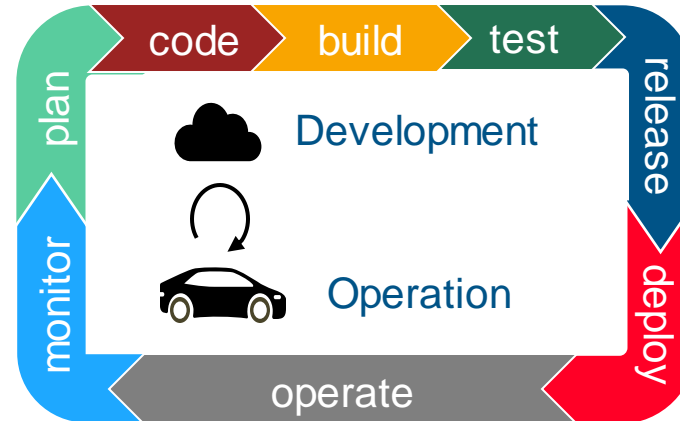 plan
code
build
test
release
deploy
operate
monitor
Development
Operation